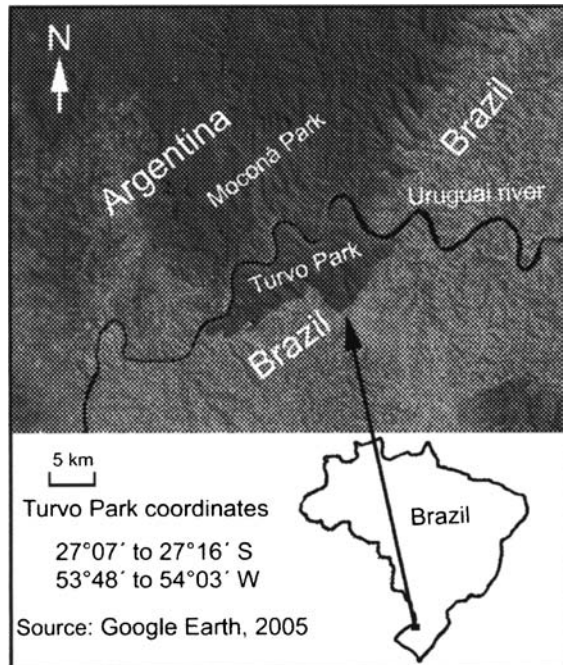 N
Argentina
Moconá Park
Brazil
Uruguai river
Turvo Park
Brazil
5 km
Turvo Park coordinates
27°07´ to 27°16´ S
53°48´ to 54°03´ W
Source: Google Earth, 2005
Brazil